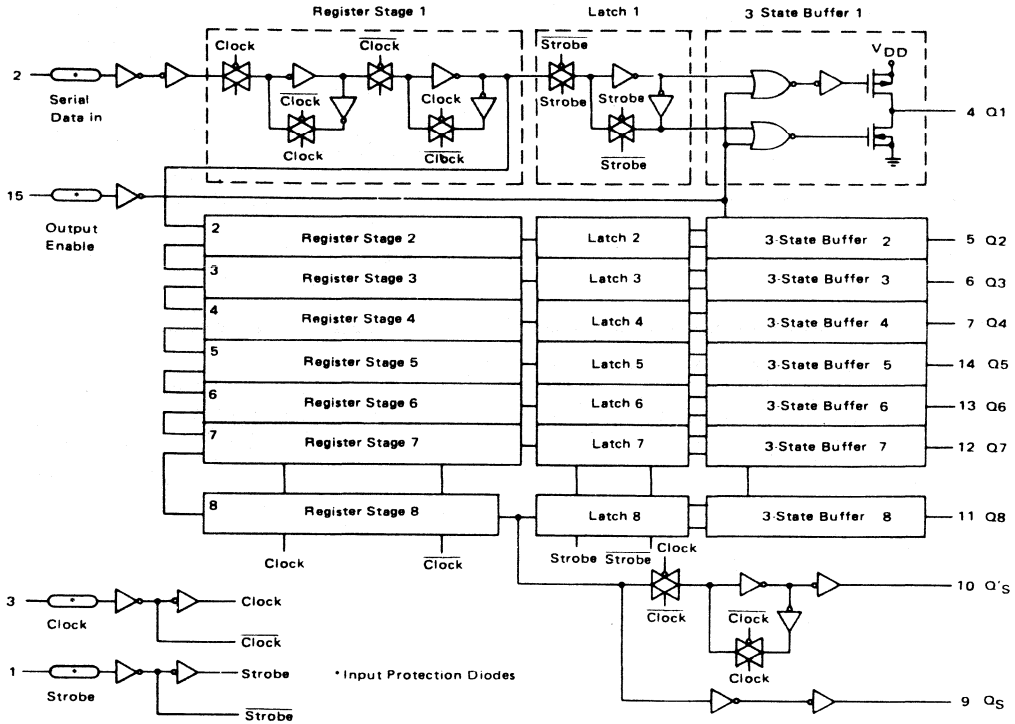 Register Stage 1
Latch 1
3 State Buffer 1
Clock
Clock
Strobe
VDD
2
*
Serial
Data in
Clock
Clock
Clock
Clock
Strobe
Strobe
Strobe
4 Q1
15
Output
Enable
2 Register Stage 2 Latch 2 3-State Buffer 2 5 Q2
3 Register Stage 3 Latch 3 3-State Buffer 3 6 Q3
4 Register Stage 4 Latch 4 3-State Buffer 4 7 Q4
5 Register Stage 5 Latch 5 3-State Buffer 5 14 Q5
6 Register Stage 6 Latch 6 3-State Buffer 6 13 Q6
7 Register Stage 7 Latch 7 3-State Buffer 7 12 Q7
8 Register Stage 8 Latch 8 3-State Buffer 8 11 Q8
Clock
Clock
Strobe
Strobe
Clock
Clock
Clock
Clock
10 Q'S
3
*
Clock
Clock
Clock
1
*
Strobe
Strobe
Strobe
* Input Protection Diodes
9 QS